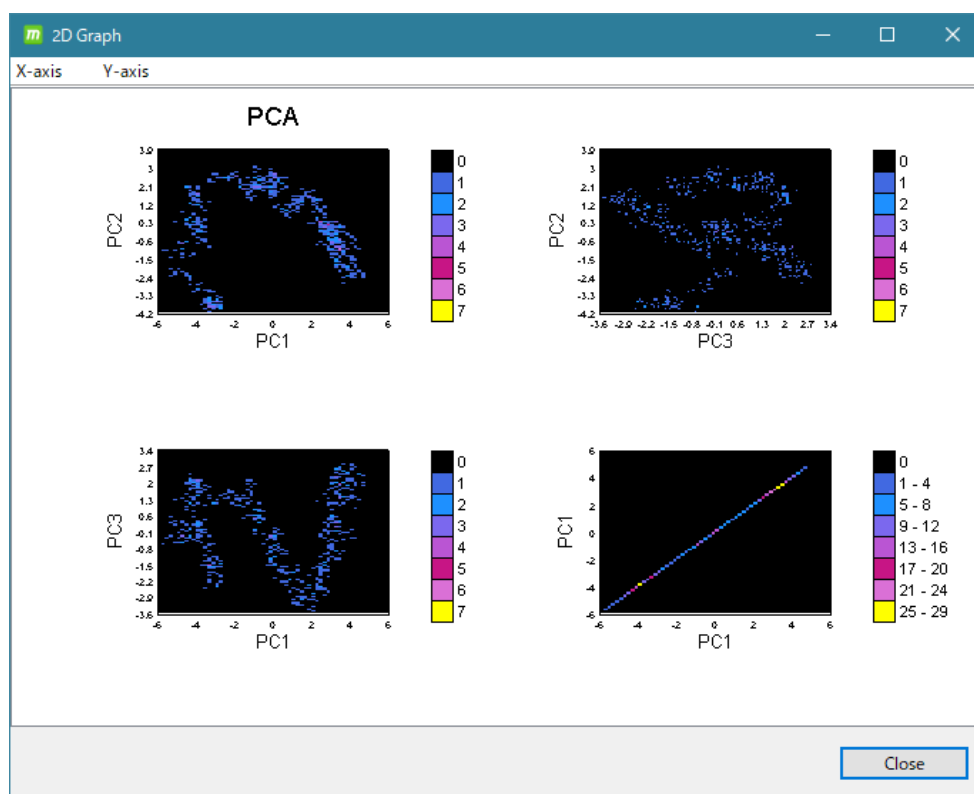 2D Graph
X-axis Y-axis
PCA
3.9
3
2.1
1.2
0.3
-0.6
-1.5
-2.4
-3.3
-4.2
PC2
-6 -4 -2 0 2 4 6
PC1
0
1
2
3
4
5
6
7
3.9
3
2.1
1.2
0.3
-0.6
-1.5
-2.4
-3.3
-4.2
PC2
-3.6 -2.9 -2.2 -1.5 -0.8 -0.1 0.6 1.3 2 2.7 3.4
PC3
0
1
2
3
4
5
6
7
3.4
2.7
2
1.3
0.6
-0.1
-0.8
-1.5
-2.2
-2.9
-3.6
PC3
-6 -4 -2 0 2 4 6
PC1
0
1
2
3
4
5
6
7
6
4
2
0
-2
-4
-6
PC1
-6 -4 -2 0 2 4 6
PC1
0
1 - 4
5 - 8
9 - 12
13 - 16
17 - 20
21 - 24
25 - 29
Close